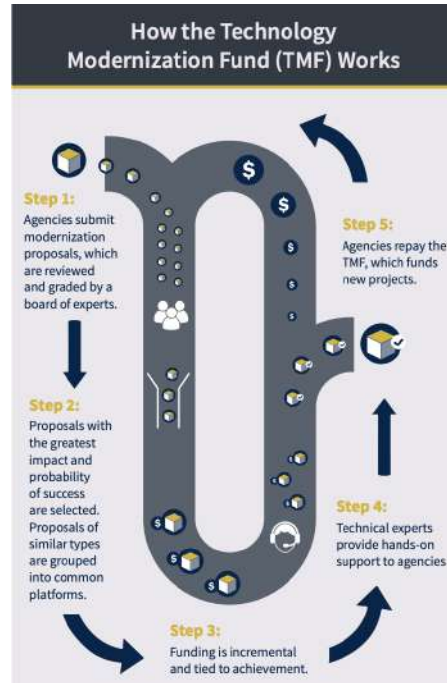 How the Technology
Modernization Fund (TMF) Works
Step 1:
Agencies submit
modernization
proposals, which
are reviewed
and graded by a
board of experts.
Step 2:
Proposals with
the greatest
impact and
probability
of success
are selected.
Proposals of
similar types
are grouped
into common
platforms.
Step 3:
Funding is incremental
and tied to achievement.
Step 4:
Technical experts
provide hands-on
support to agencies
Step 5:
Agencies repay the
TMF, which funds
new projects.
$
$
$
$
$
$
$
$
$
$
$